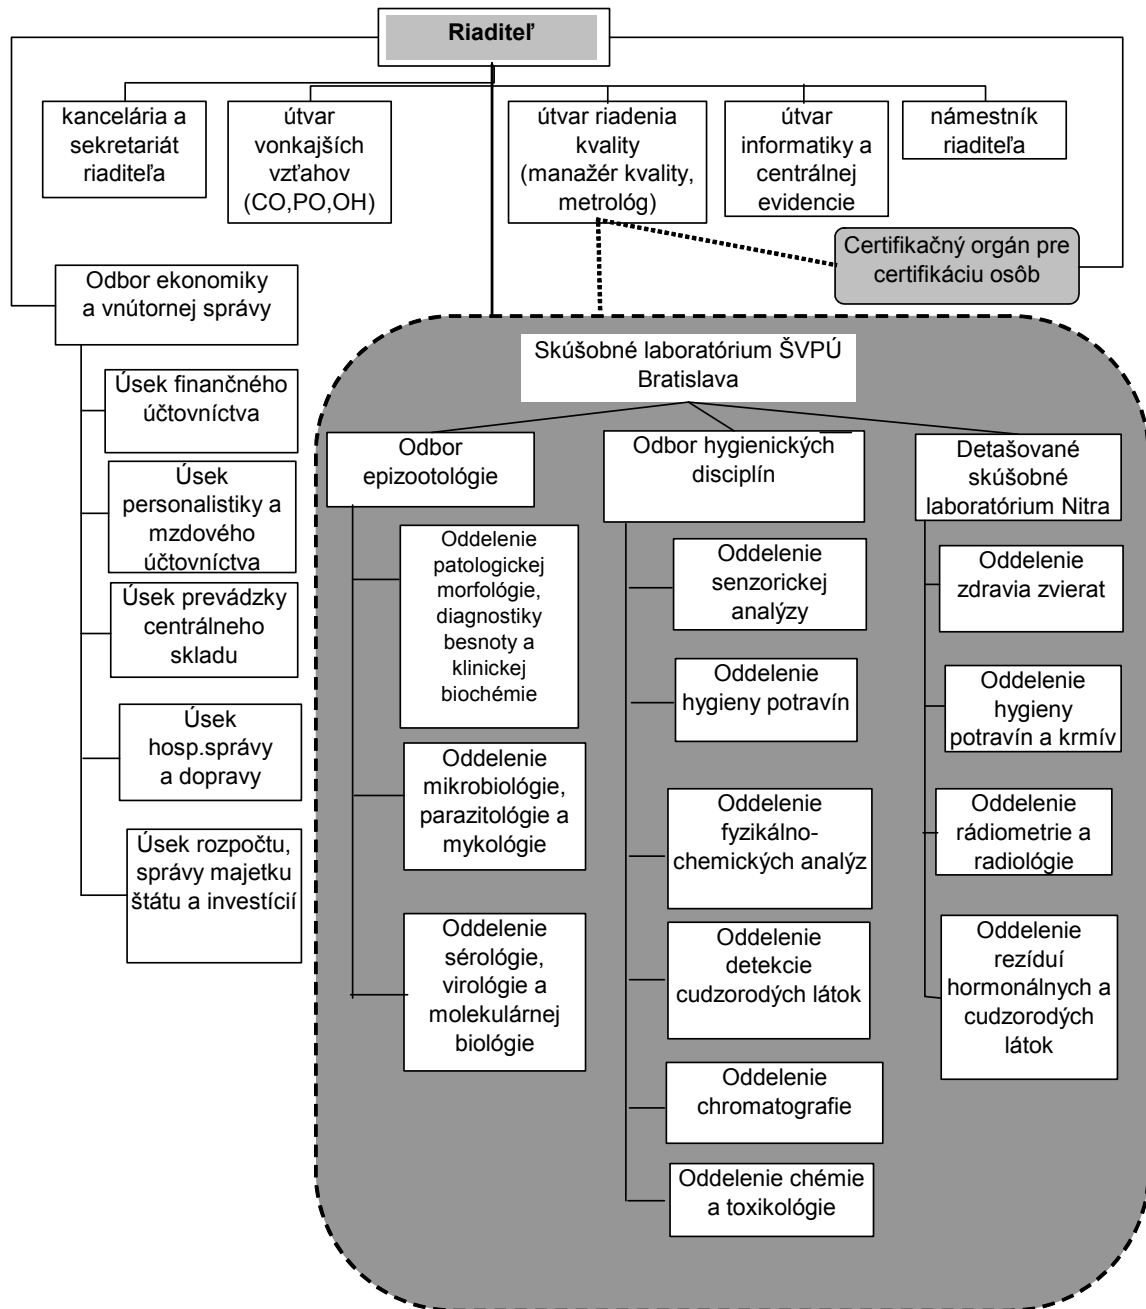 Riaditeľ
kancelária a
sekretariát
riaditeľa
útvar
vonkajších
vzťahov
(CO,PO,OH)
útvar riadenia
kvality
(manažér kvality,
metrológ)
útvar
informatiky a
centrálnej
evidencie
námestník
riaditeľa
Certifikačný orgán pre
certifikáciu osôb
Odbor ekonomiky
a vnútornej správy
Úsek finančného
účtovníctva
Úsek
personalistiky a
mzdového
účtovníctva
Úsek prevádzky
centrálneho
skladu
Úsek
hosp.správy
a dopravy
Úsek rozpočtu,
správy majetku
štátu a investícií
Skúšobné laboratórium ŠVPÚ
Bratislava
Odbor
epizootológie
Oddelenie
patologickej
morfológie,
diagnostiky
besnoty a
klinickej
biochémie
Oddelenie
mikrobiológie,
parazitológie a
mykológie
Oddelenie
sérológie,
virológie a
molekulárnej
biológie
Odbor hygienických
disciplín
Oddelenie
senzorickej
analýzy
Oddelenie
hygieny potravín
Oddelenie
fyzikálno-
chemických analýz
Oddelenie
detekcie
cudzorodých látok
Oddelenie
chromatografie
Oddelenie chémie
a toxikológie
Detašované
skúšobné
laboratórium Nitra
Oddelenie
zdravia zvierat
Oddelenie
hygieny
potravín a krmív
Oddelenie
rádiometrie a
radiológie
Oddelenie
rezíduí
hormonálnych a
cudzorodých
látok